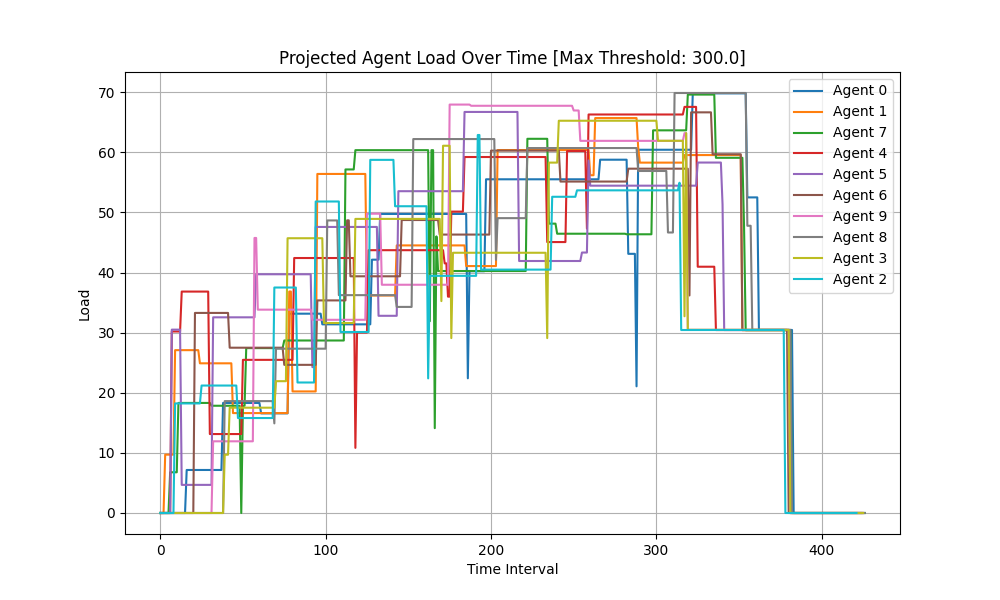 Projected Agent Load Over Time [Max Threshold: 300.0]
Load
70
60
50
40
30
20
10
0
0 100 200 300 400
Time Interval
Agent 0
Agent 1
Agent 7
Agent 4
Agent 5
Agent 6
Agent 9
Agent 8
Agent 3
Agent 2